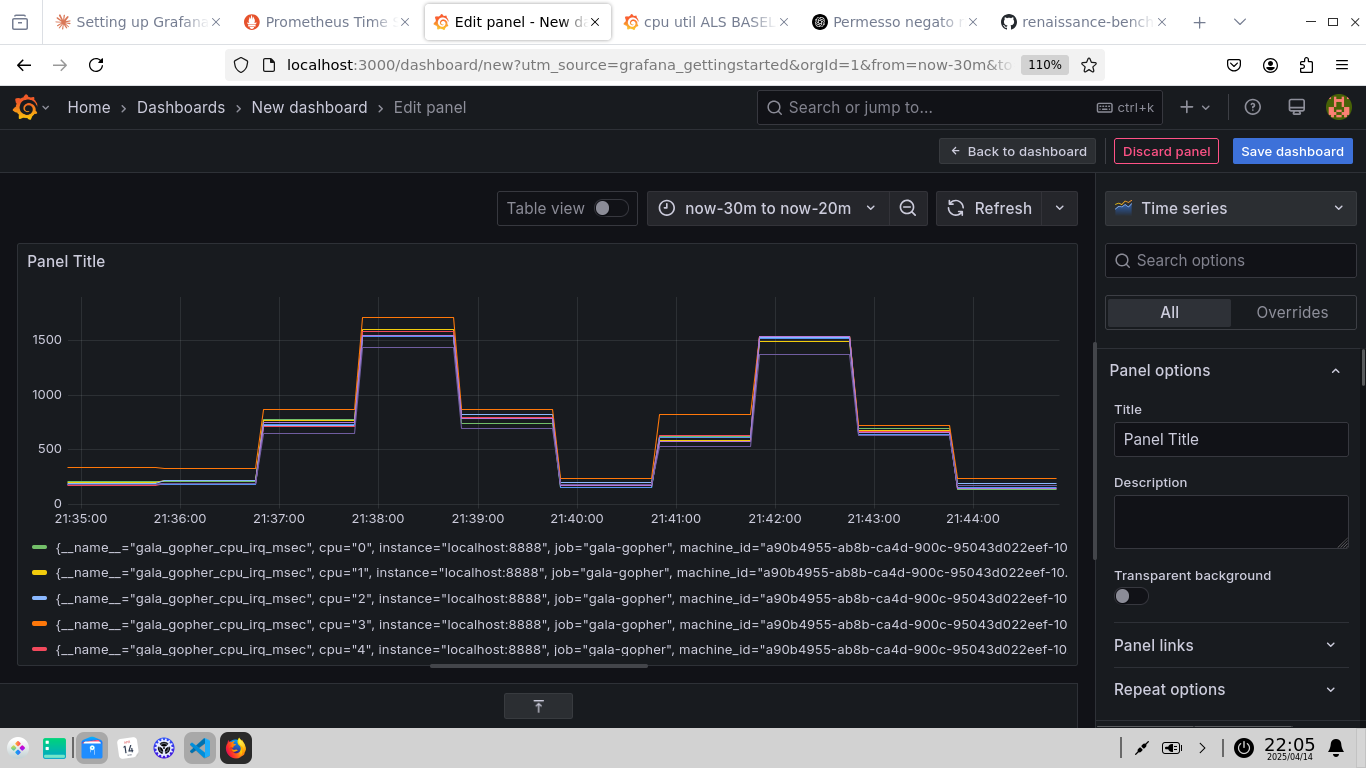 Setting up Grafana
Prometheus Time S
Edit panel - New da
cpu util ALS BASEL
Permesso negato r
renaissance-bench
localhost:3000/dashboard/new?utm_source=grafana_gettingstarted&orgId=1&from=now-30m&to
110%
Home
Dashboards
New dashboard
Edit panel
Search or jump to...
ctrl+k
Back to dashboard
Discard panel
Save dashboard
Table view
now-30m to now-20m
Refresh
Time series
Search options
All
Overrides
Panel Title
1500
1000
500
0
21:35:00
21:36:00
21:37:00
21:38:00
21:39:00
21:40:00
21:41:00
21:42:00
21:43:00
21:44:00
{__name__="gala_gopher_cpu_irq_msec", cpu="0", instance="localhost:8888", job="gala-gopher", machine_id="a90b4955-ab8b-ca4d-900c-95043d022eef-10
{__name__="gala_gopher_cpu_irq_msec", cpu="1", instance="localhost:8888", job="gala-gopher", machine_id="a90b4955-ab8b-ca4d-900c-95043d022eef-10.
{__name__="gala_gopher_cpu_irq_msec", cpu="2", instance="localhost:8888", job="gala-gopher", machine_id="a90b4955-ab8b-ca4d-900c-95043d022eef-10
{__name__="gala_gopher_cpu_irq_msec", cpu="3", instance="localhost:8888", job="gala-gopher", machine_id="a90b4955-ab8b-ca4d-900c-95043d022eef-10
{__name__="gala_gopher_cpu_irq_msec", cpu="4", instance="localhost:8888", job="gala-gopher", machine_id="a90b4955-ab8b-ca4d-900c-95043d022eef-10
Panel options
Title
Panel Title
Description
Transparent background
Panel links
Repeat options
14
22:05
2025/04/14